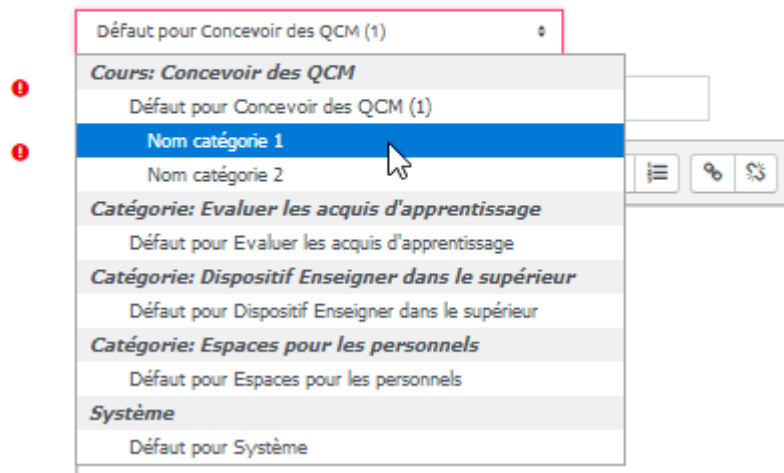 Défaut pour Concevoir des QCM (1)
Cours: Concevoir des QCM
Défaut pour Concevoir des QCM (1)
Nom catégorie 1
Nom catégorie 2
Catégorie: Evaluer les acquis d'apprentissage
Défaut pour Evaluer les acquis d'apprentissage
Catégorie: Dispositif Enseigner dans le supérieur
Défaut pour Dispositif Enseigner dans le supérieur
Catégorie: Espaces pour les personnels
Défaut pour Espaces pour les personnels
Système
Défaut pour Système